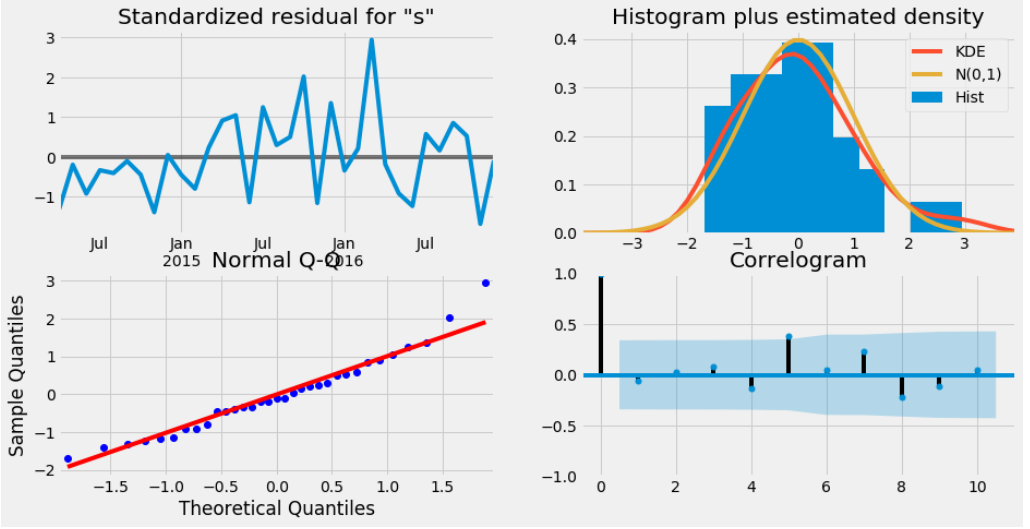 Standardized residual for "s"
3
2
1
0
−1
Jul
Jan
2015
Jul
Jan
2016
Jul
Histogram plus estimated density
0.4
0.3
0.2
0.1
0.0
−3 −2 −1 0 1 2 3
KDE
N(0,1)
Hist
Normal Q-Q
Sample Quantiles
3
2
1
0
−1
−2
−1.5 −1.0 −0.5 0.0 0.5 1.0 1.5
Theoretical Quantiles
Correlogram
1.0
0.5
0.0
−0.5
−1.0
0 2 4 6 8 10